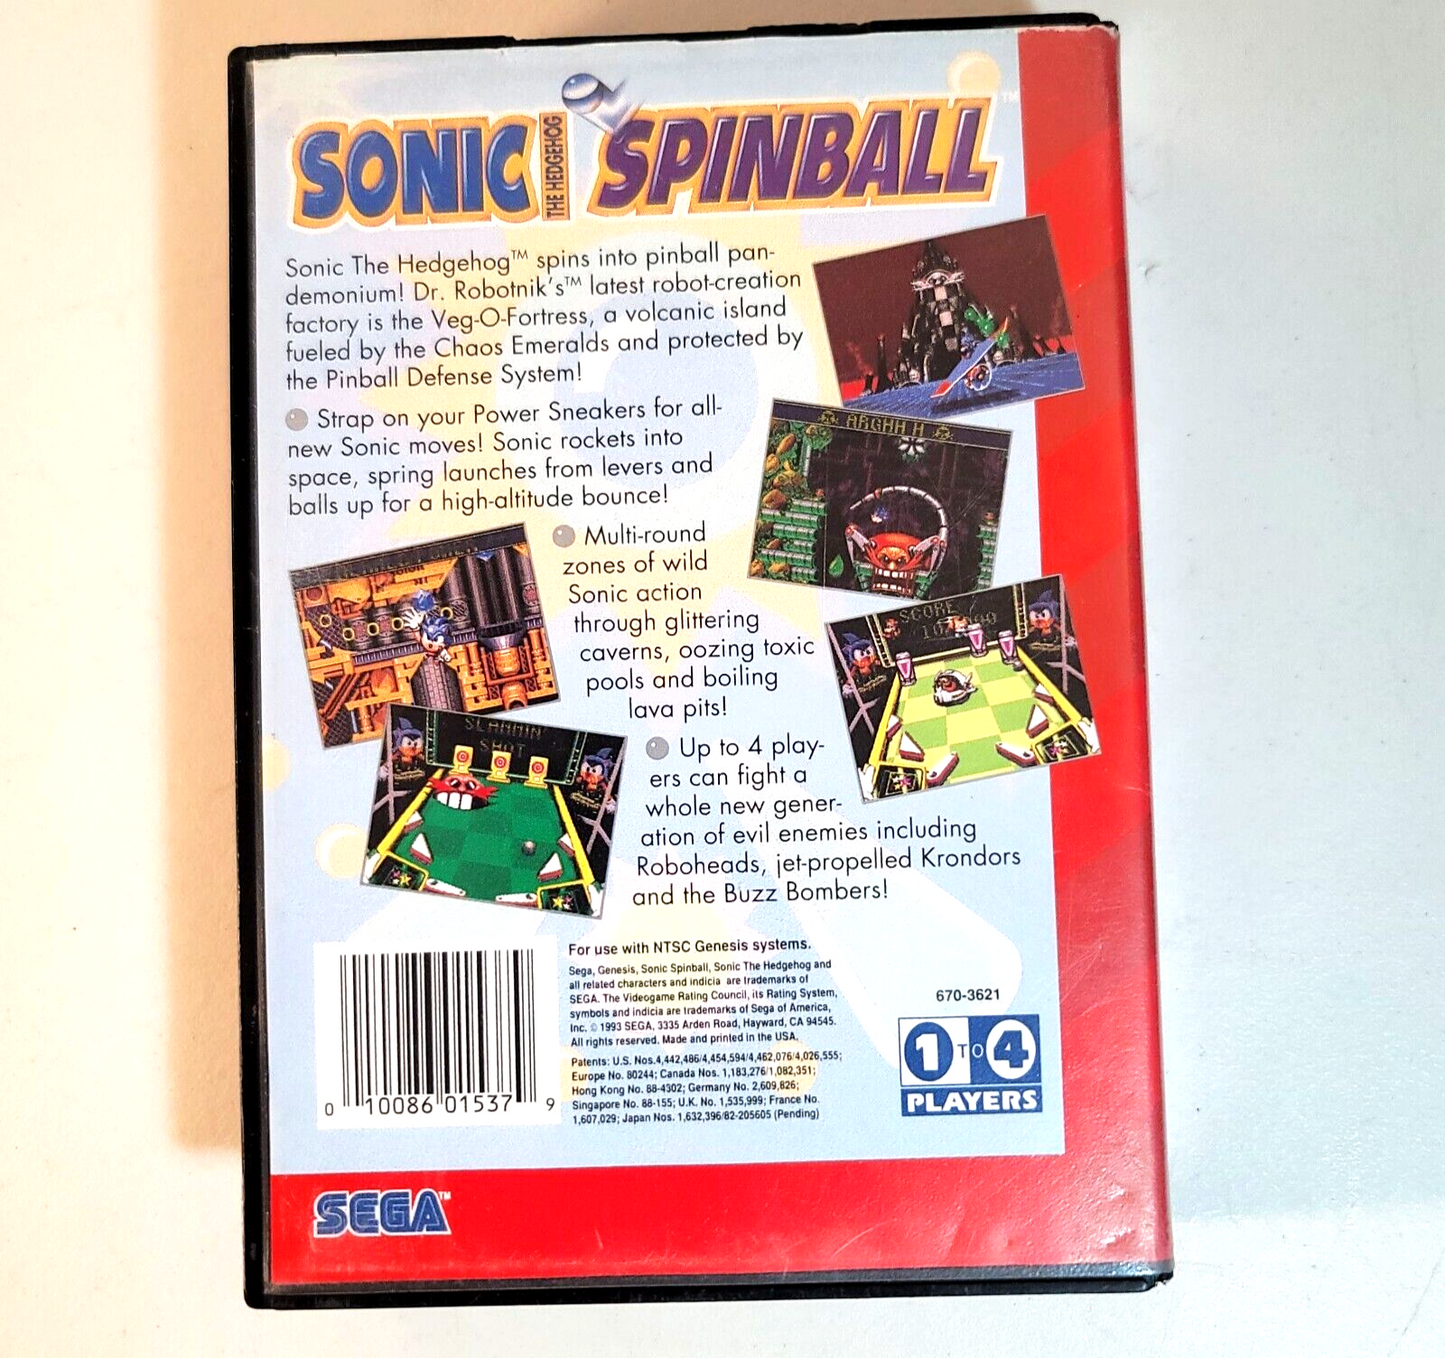 SONIC THE HEDGEHOG SPINBALL™
Sonic The Hedgehog™ spins into pinball pan-
demonium! Dr. Robotnik's™ latest robot-creation
factory is the Veg-O-Fortress, a volcanic island
fueled by the Chaos Emeralds and protected by
the Pinball Defense System!
Strap on your Power Sneakers for all-
new Sonic moves! Sonic rockets into
space, spring launches from levers and
balls up for a high-altitude bounce!
ARGHH H
Multi-round
zones of wild
Sonic action
through glittering
caverns, oozing toxic
pools and boiling
lava pits!
SCORE
SLAMMIN'
SHOT
Up to 4 play-
ers can fight a
whole new gener-
ation of evil enemies including
Roboheads, jet-propelled Krondors
and the Buzz Bombers!
For use with NTSC Genesis systems.
Sega, Genesis, Sonic Spinball, Sonic The Hedgehog and
all related characters and indicia are trademarks of
SEGA. The Videogame Rating Council, its Rating System,
symbols and indicia are trademarks of Sega of America,
Inc. © 1993 SEGA, 3335 Arden Road, Hayward, CA 94545.
All rights reserved. Made and printed in the USA.
Patents: U.S. Nos.4,442,486/4,454,594/4,462,076/4,026,555;
Europe No. 80244; Canada Nos. 1,183,276/1,082,351;
Hong Kong No. 88-4302; Germany No. 2,609,826;
Singapore No. 88-155; U.K. No. 1,535,999; France No.
1,607,029; Japan Nos. 1,632,396/82-205605 (Pending)
0 10086 01537 9
670-3621
1 TO 4
PLAYERS
SEGA™